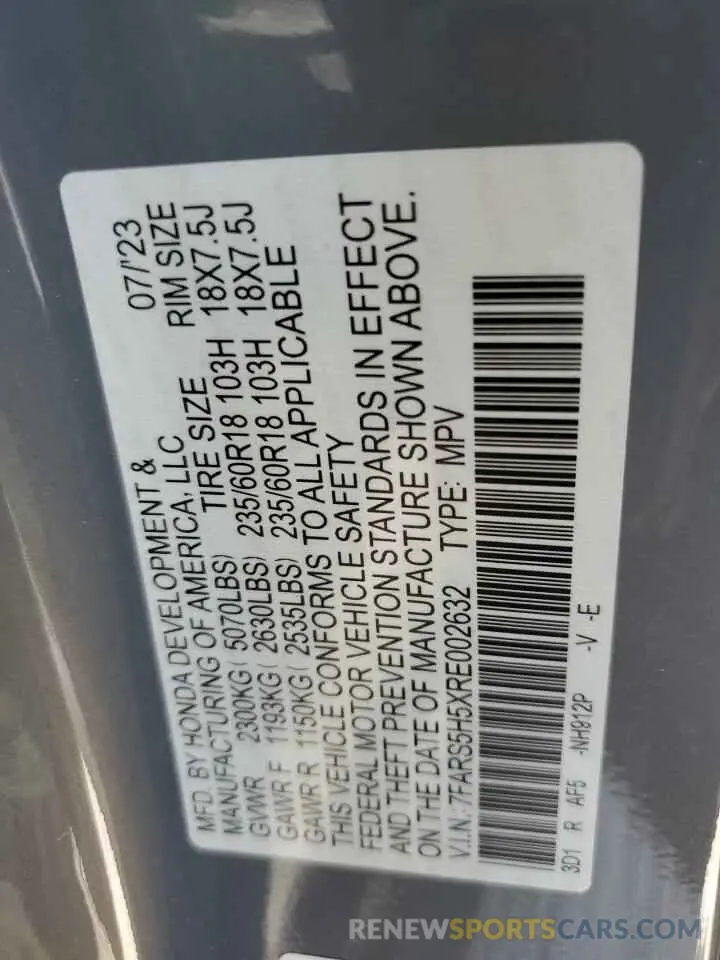 MFD. BY HONDA DEVELOPMENT & 07/'23
MANUFACTURING OF AMERICA, LLC RIM SIZE
TIRE SIZE
GVWR 2300KG( 5070LBS) 18X7.5J
GAWR F 1193KG( 2630LBS) 235/60R18 103H 18X7.5J
GAWR R 1150KG( 2535LBS) 235/60R18 103H
THIS VEHICLE CONFORMS TO ALL APPLICABLE
FEDERAL MOTOR VEHICLE SAFETY
AND THEFT PREVENTION STANDARDS IN EFFECT
ON THE DATE OF MANUFACTURE SHOWN ABOVE.
V.I.N.: 7FARS5H5XRE002632 TYPE: MPV
3D1 R AF5 -NH912P -V -E
RENEWSPORTSCARS.COM